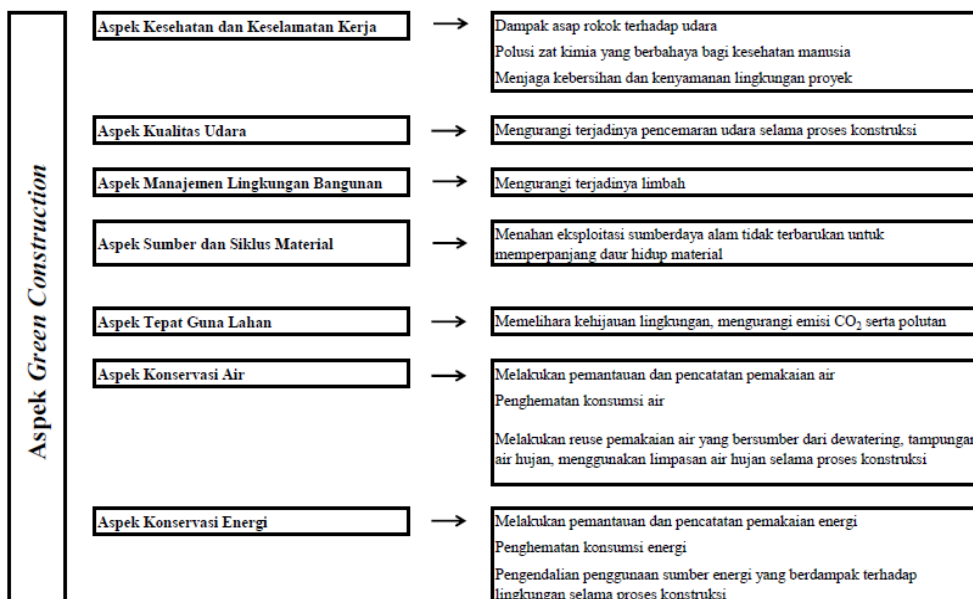 Aspek Green Construction
Aspek Kesehatan dan Keselamatan Kerja
Dampak asap rokok terhadap udara
Polusi zat kimia yang berbahaya bagi kesehatan manusia
Menjaga kebersihan dan kenyamanan lingkungan proyek
Aspek Kualitas Udara
Mengurangi terjadinya pencemaran udara selama proses konstruksi
Aspek Manajemen Lingkungan Bangunan
Mengurangi terjadinya limbah
Aspek Sumber dan Siklus Material
Menahan eksploitasi sumberdaya alam tidak terbarukan untuk
memperpanjang daur hidup material
Aspek Tepat Guna Lahan
Memelihara kehijauan lingkungan, mengurangi emisi CO₂ serta polutan
Aspek Konservasi Air
Melakukan pemantauan dan pencatatan pemakaian air
Penghematan konsumsi air
Melakukan reuse pemakaian air yang bersumber dari dewatering, tampungan
air hujan, menggunakan limpasan air hujan selama proses konstruksi
Aspek Konservasi Energi
Melakukan pemantauan dan pencatatan pemakaian energi
Penghematan konsumsi energi
Pengendalian penggunaan sumber energi yang berdampak terhadap
lingkungan selama proses konstruksi